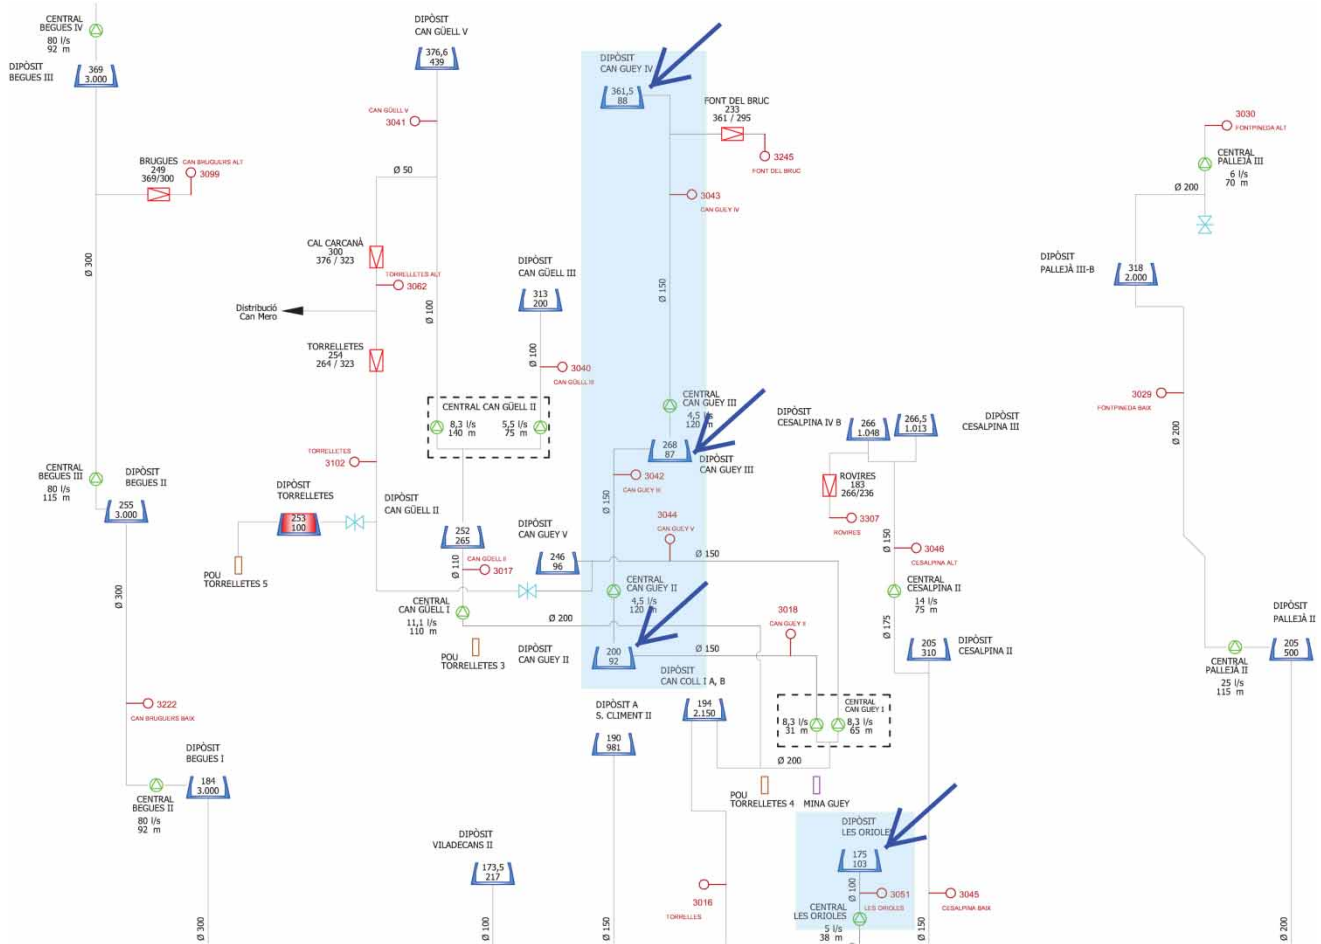 CENTRAL
BEGUES IV
80 l/s
92 m
DIPÒSIT
BEGUES III
369
3.000
BRUGUES
249
369/300
CAN BRUGUERS ALT
3099
Ø 300
CENTRAL
BEGUES III
80 l/s
115 m
DIPÒSIT
BEGUES II
255
3.000
Ø 300
3222
CAN BRUGUERS BAIX
DIPÒSIT
BEGUES I
184
3.000
CENTRAL
BEGUES II
80 l/s
92 m
Ø 300
DIPÒSIT
CAN GÜELL V
376,6
439
CAN GÜELL V
3041
Ø 50
CAL CARCANÀ
300
376 / 323
TORRELLETES ALT
3062
Distribució
Can Mero
TORRELLETES
254
264 / 323
Ø 100
DIPÒSIT
CAN GÜELL III
313
200
Ø 100
3040
CAN GÜELL III
CENTRAL CAN GÜELL II
8,3 l/s
140 m
5,5 l/s
75 m
TORRELLETES
3102
DIPÒSIT
TORRELLETES
253
100
POU
TORRELLETES 5
DIPÒSIT
CAN GÜELL II
252
265
Ø 110
CAN GÜELL II
3017
CENTRAL
CAN GÜELL I
11,1 l/s
110 m
Ø 200
POU
TORRELLETES 3
DIPÒSIT
CAN GUEY V
246
96
3044
CAN GUEY V
Ø 150
DIPÒSIT
CAN GUEY IV
361,5
88
FONT DEL BRUC
233
361 / 295
3245
FONT DEL BRUC
3043
CAN GUEY IV
Ø 150
CENTRAL
CAN GUEY III
4,5 l/s
120 m
268
87
DIPÒSIT
CAN GUEY III
3042
CAN GUEY III
Ø 150
CENTRAL
CAN GUEY II
4,5 l/s
120 m
DIPÒSIT
CAN GUEY II
200
92
Ø 150
3018
CAN GUEY II
DIPÒSIT
CAN COLL I A, B
194
2.150
DIPÒSIT A
S. CLIMENT II
190
981
Ø 150
CENTRAL
CAN GUEY I
8,3 l/s
31 m
8,3 l/s
65 m
Ø 200
POU
TORRELLETES 4
MINA GUEY
DIPÒSIT
VILADECANS II
173,5
217
Ø 100
3016
TORRELLES
DIPÒSIT
LES ORIOLES
175
103
Ø 100
3051
LES ORIOLES
CENTRAL
LES ORIOLES
5 l/s
38 m
DIPÒSIT
CESALPINA IV B
266
1.048
266,5
1.013
DIPÒSIT
CESALPINA III
ROVIRES
183
266/236
3307
ROVIRES
Ø 150
3046
CESALPINA ALT
CENTRAL
CESALPINA II
14 l/s
75 m
Ø 175
205
310
DIPÒSIT
CESALPINA II
3045
CESALPINA BAIX
Ø 150
3030
FONTPINEDA ALT
CENTRAL
PALLEJÀ III
6 l/s
70 m
Ø 200
DIPÒSIT
PALLEJÀ III-B
318
2.000
3029
FONTPINEDA BAIX
Ø 200
DIPÒSIT
PALLEJÀ II
205
500
CENTRAL
PALLEJÀ II
25 l/s
115 m
Ø 200